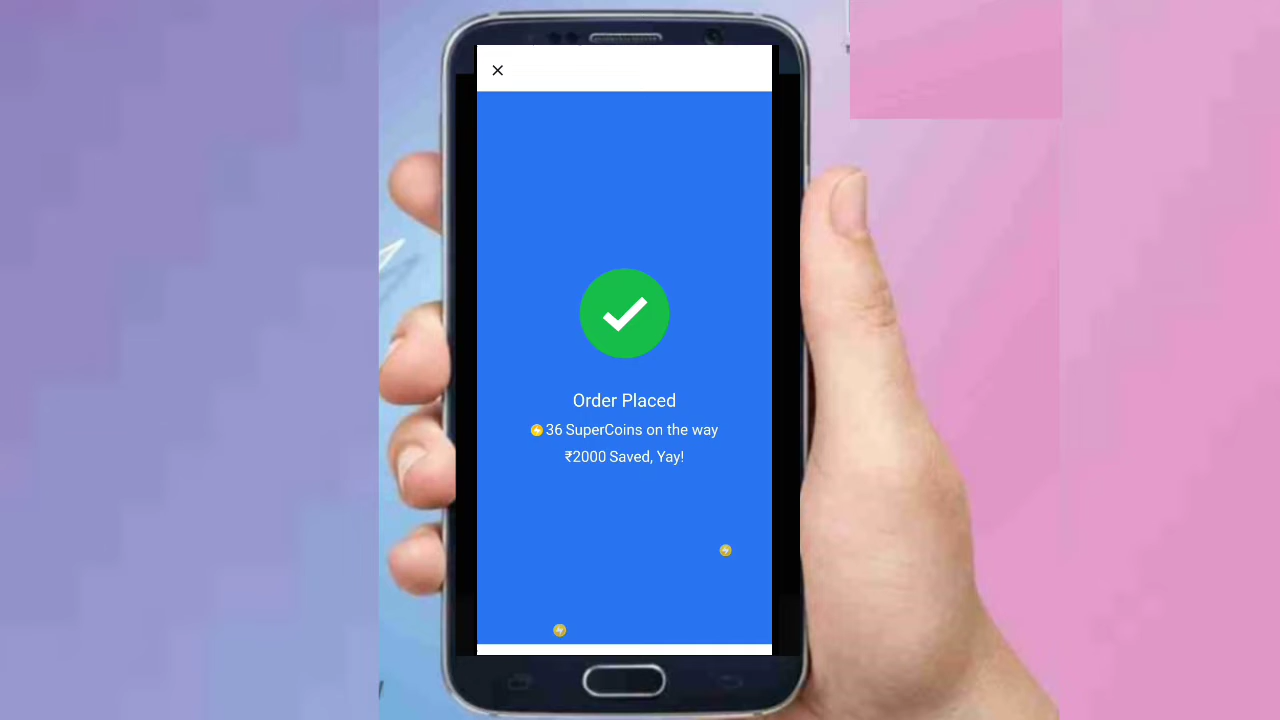 Order Placed
36 SuperCoins on the way
₹2000 Saved, Yay!